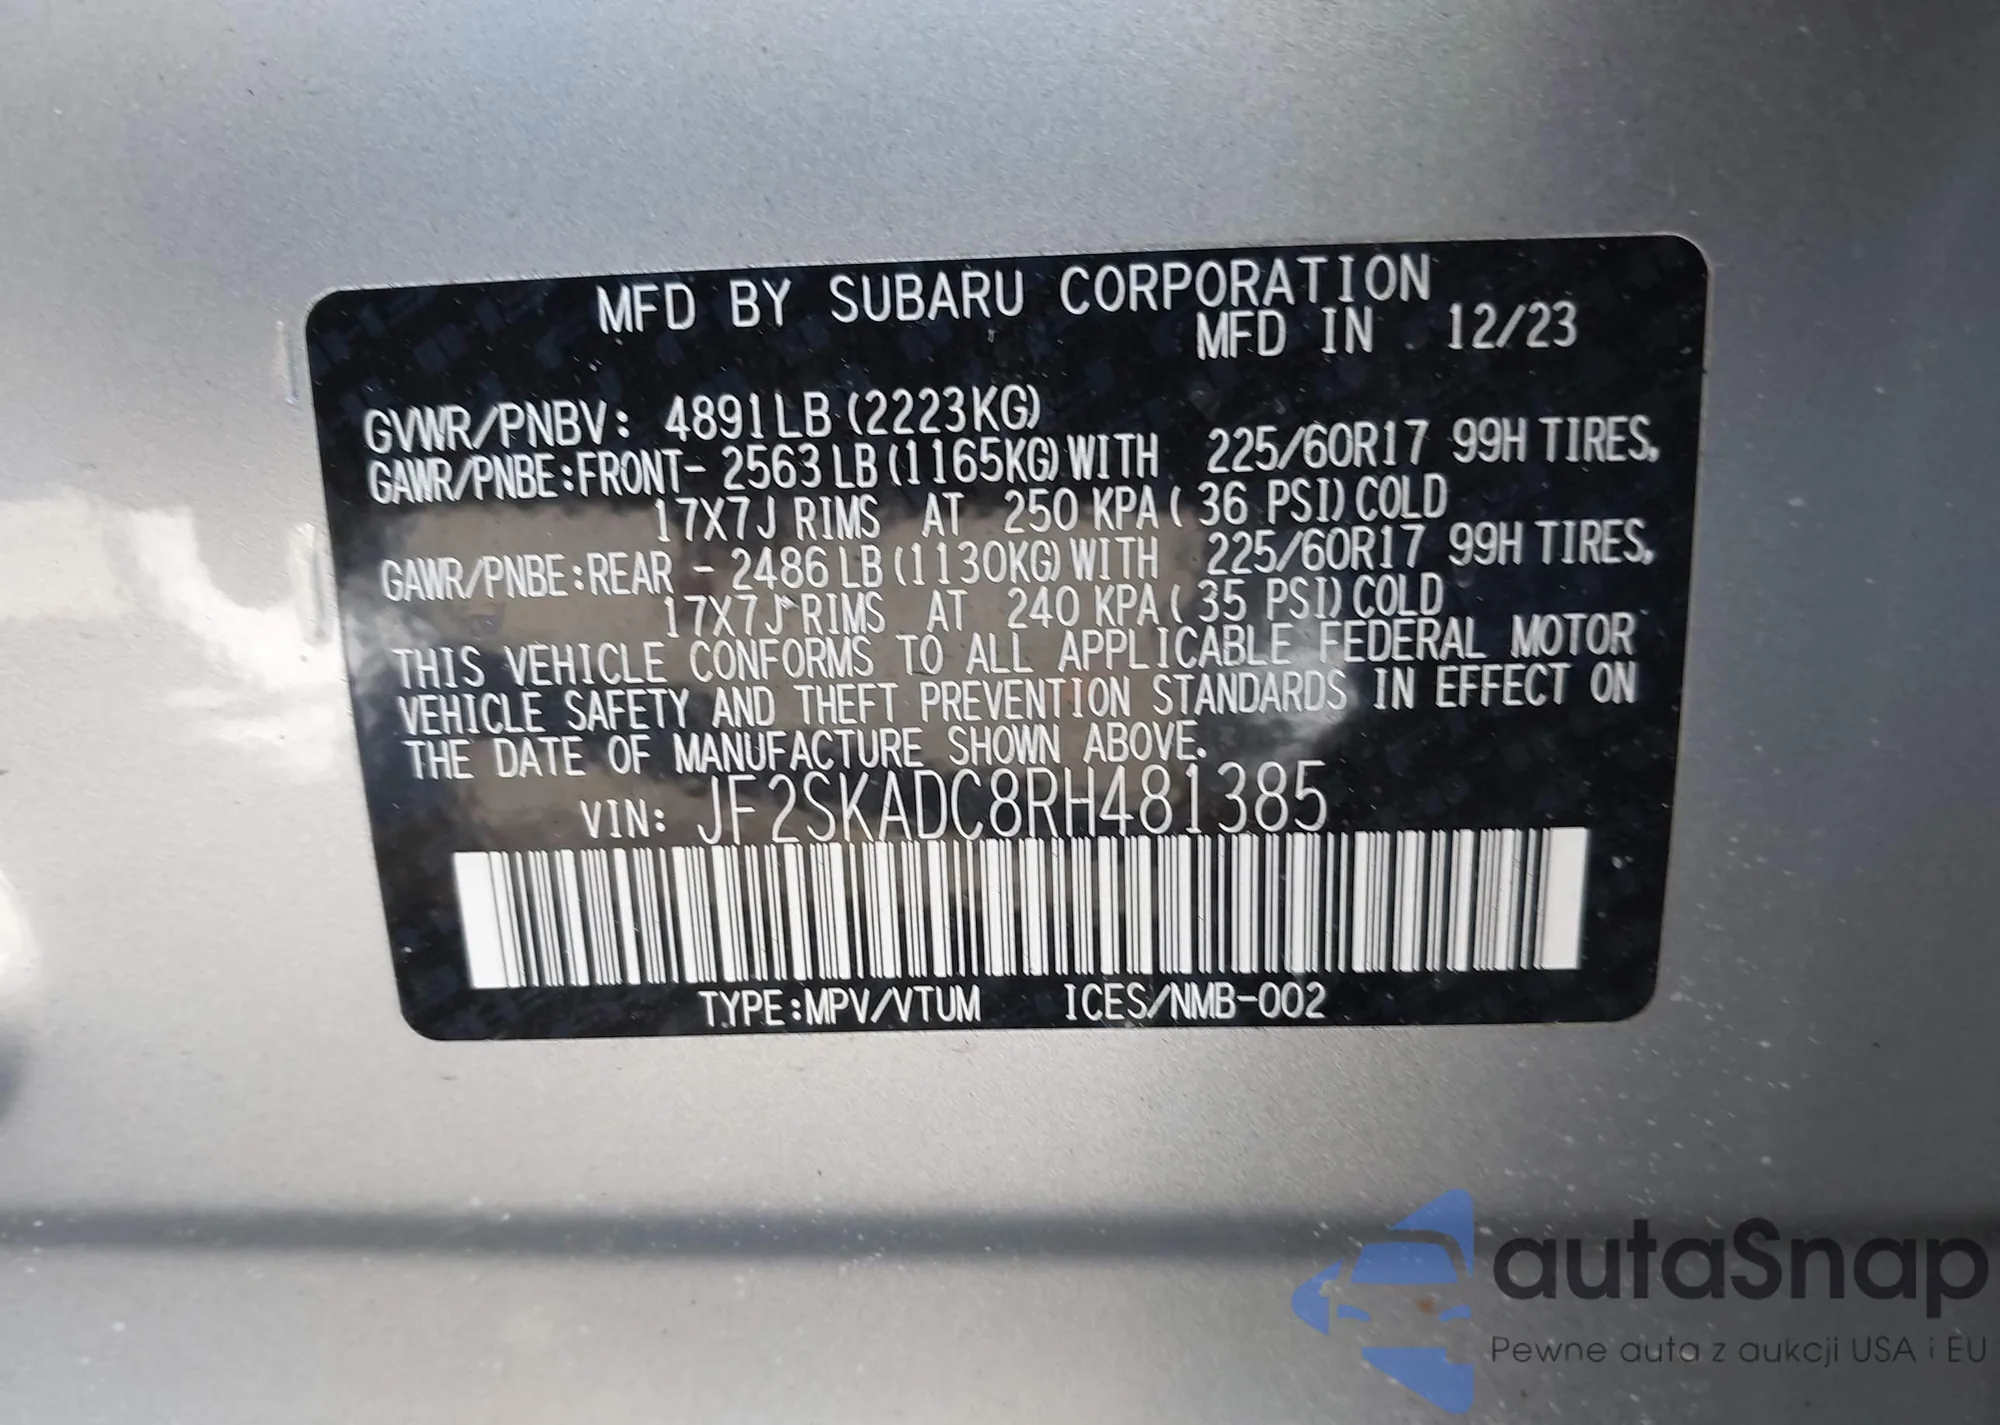 MFD BY SUBARU CORPORATION
MFD IN 12/23
GVWR/PNBV: 4891LB (2223KG)
GAWR/PNBE:FRONT- 2563 LB (1165KG) WITH 225/60R17 99H TIRES,
17X7J RIMS AT 250 KPA ( 36 PSI) COLD
GAWR/PNBE:REAR - 2486 LB (1130KG) WITH 225/60R17 99H TIRES,
17X7J RIMS AT 240 KPA ( 35 PSI) COLD
THIS VEHICLE CONFORMS TO ALL APPLICABLE FEDERAL MOTOR
VEHICLE SAFETY AND THEFT PREVENTION STANDARDS IN EFFECT ON
THE DATE OF MANUFACTURE SHOWN ABOVE.
VIN: JF2SKADC8RH481385
TYPE:MPV/VTUM ICES/NMB-002
autaSnap
Pewne auta z aukcji USA i EU